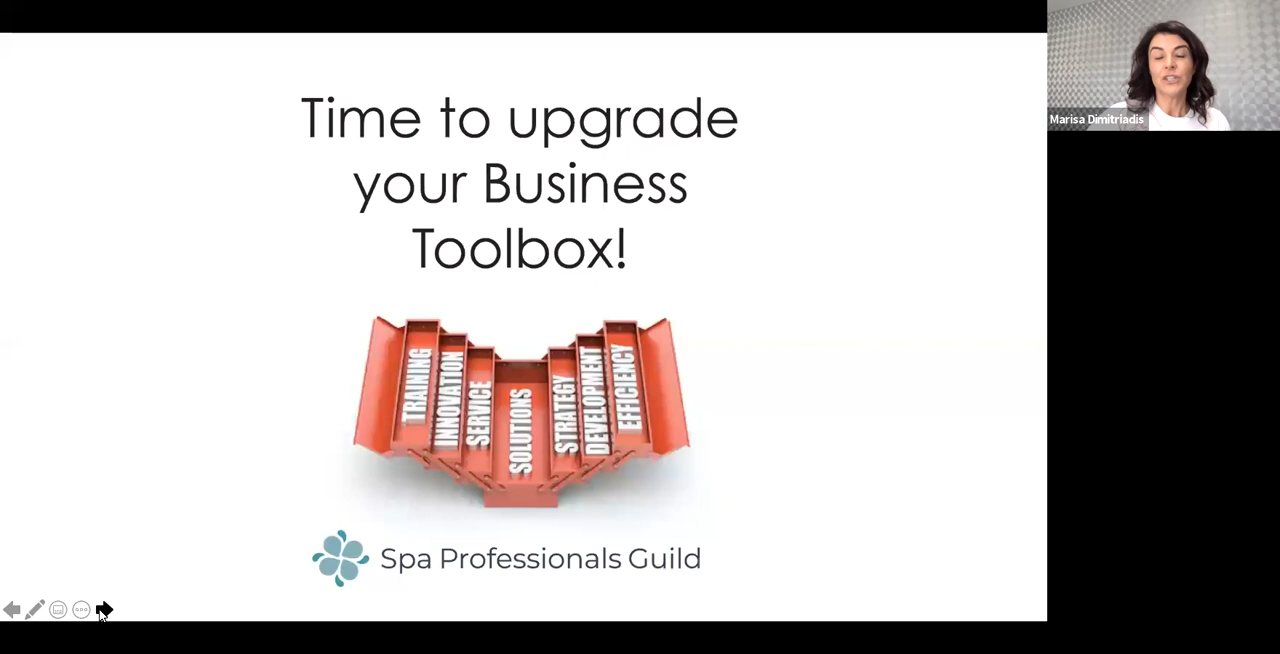 Time to upgrade
your Business
Toolbox!
TRAINING
INNOVATION
SERVICE
SOLUTIONS
STRATEGY
DEVELOPMENT
EFFICIENCY
Spa Professionals Guild
Marisa Dimitriadis